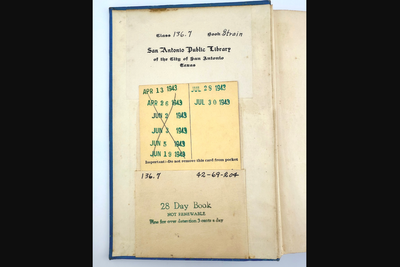 Class 136.7 Book Strain
San Antonio Public Library
of the City of San Antonio
Texas
APR 13 1943 JUL 29 1943
APR 26 1943 JUL 30 1943
JUN 2 1943
JUN 3 1943
JUN 5 1943
JUN 19 1943
Important: do not remove this card from pocket
136.7 42-69-204
28 Day Book
NOT RENEWABLE
Fine for over detention 3 cents a day